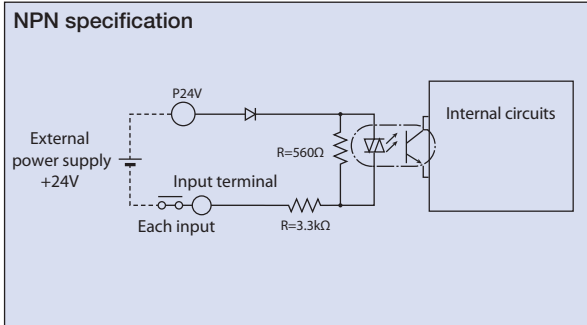 NPN specification
P24V
Internal circuits
External
power supply
+24V
R=560Ω
Input terminal
Each input
R=3.3kΩ